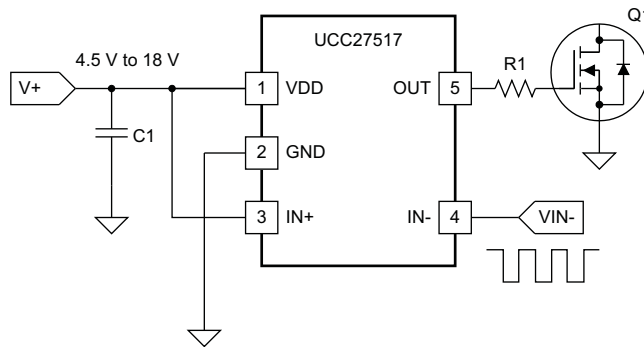 Q1
UCC27517
4.5 V to 18 V
R1
V+
1 VDD OUT 5
C1
2 GND
3 IN+ IN- 4 VIN-